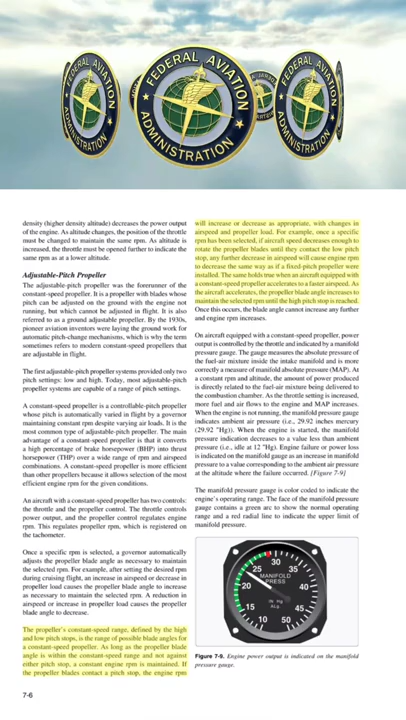 FEDERAL AVIATION
ADMINISTRATION
FEDERAL AVIATION
ADMINISTRATION
FEDERAL AVIATION
ADMINISTRATION
density (higher density altitude) decreases the power output
of the engine. As altitude changes, the position of the throttle
must be changed to maintain the same rpm. As altitude is
increased, the throttle must be opened further to indicate the
same rpm as at a lower altitude.
Adjustable-Pitch Propeller
The adjustable-pitch propeller was the forerunner of the
constant-speed propeller. It is a propeller with blades whose
pitch can be adjusted on the ground with the engine not
running, but which cannot be adjusted in flight. It is also
referred to as a ground adjustable propeller. By the 1930s,
pioneer aviation inventors were laying the ground work for
automatic pitch-change mechanisms, which is why the term
sometimes refers to modern constant-speed propellers that
are adjustable in flight.
The first adjustable-pitch propeller systems provided only two
pitch settings: low and high. Today, most adjustable-pitch
propeller systems are capable of a range of pitch settings.
A constant-speed propeller is a controllable-pitch propeller
whose pitch is automatically varied in flight by a governor
maintaining constant rpm despite varying air loads. It is the
most common type of adjustable-pitch propeller. The main
advantage of a constant-speed propeller is that it converts
a high percentage of brake horsepower (BHP) into thrust
horsepower (THP) over a wide range of rpm and airspeed
combinations. A constant-speed propeller is more efficient
than other propellers because it allows selection of the most
efficient engine rpm for the given conditions.
An aircraft with a constant-speed propeller has two controls:
the throttle and the propeller control. The throttle controls
power output, and the propeller control regulates engine
rpm. This regulates propeller rpm, which is registered on
the tachometer.
Once a specific rpm is selected, a governor automatically
adjusts the propeller blade angle as necessary to maintain
the selected rpm. For example, after setting the desired rpm
during cruising flight, an increase in airspeed or decrease in
propeller load causes the propeller blade angle to increase
as necessary to maintain the selected rpm. A reduction in
airspeed or increase in propeller load causes the propeller
blade angle to decrease.
The propeller's constant-speed range, defined by the high
and low pitch stops, is the range of possible blade angles for
a constant-speed propeller. As long as the propeller blade
angle is within the constant-speed range and not against
either pitch stop, a constant engine rpm is maintained. If
the propeller blades contact a pitch stop, the engine rpm
will increase or decrease as appropriate, with changes in
airspeed and propeller load. For example, once a specific
rpm has been selected, if aircraft speed decreases enough to
rotate the propeller blades until they contact the low pitch
stop, any further decrease in airspeed will cause engine rpm
to decrease the same way as if a fixed-pitch propeller were
installed. The same holds true when an aircraft equipped with
a constant-speed propeller accelerates to a faster airspeed. As
the aircraft accelerates, the propeller blade angle increases to
maintain the selected rpm until the high pitch stop is reached.
Once this occurs, the blade angle cannot increase any further
and engine rpm increases.
On aircraft equipped with a constant-speed propeller, power
output is controlled by the throttle and indicated by a manifold
pressure gauge. The gauge measures the absolute pressure of
the fuel-air mixture inside the intake manifold and is more
correctly a measure of manifold absolute pressure (MAP). At
a constant rpm and altitude, the amount of power produced
is directly related to the fuel-air mixture being delivered to
the combustion chamber. As the throttle setting is increased,
more fuel and air flows to the engine and MAP increases.
When the engine is not running, the manifold pressure gauge
indicates ambient air pressure (i.e., 29.92 inches mercury
(29.92 "Hg)). When the engine is started, the manifold
pressure indication decreases to a value less than ambient
pressure (i.e., idle at 12 "Hg). Engine failure or power loss
is indicated on the manifold gauge as an increase in manifold
pressure to a value corresponding to the ambient air pressure
at the altitude where the failure occurred. [Figure 7-9]
The manifold pressure gauge is color coded to indicate the
engine's operating range. The face of the manifold pressure
gauge contains a green arc to show the normal operating
range and a red radial line to indicate the upper limit of
manifold pressure.
10 15 20 25 30 35 40 45 50
MANIFOLD
PRESS
IN Hg
ALg
Figure 7-9. Engine power output is indicated on the manifold
pressure gauge.
7-6